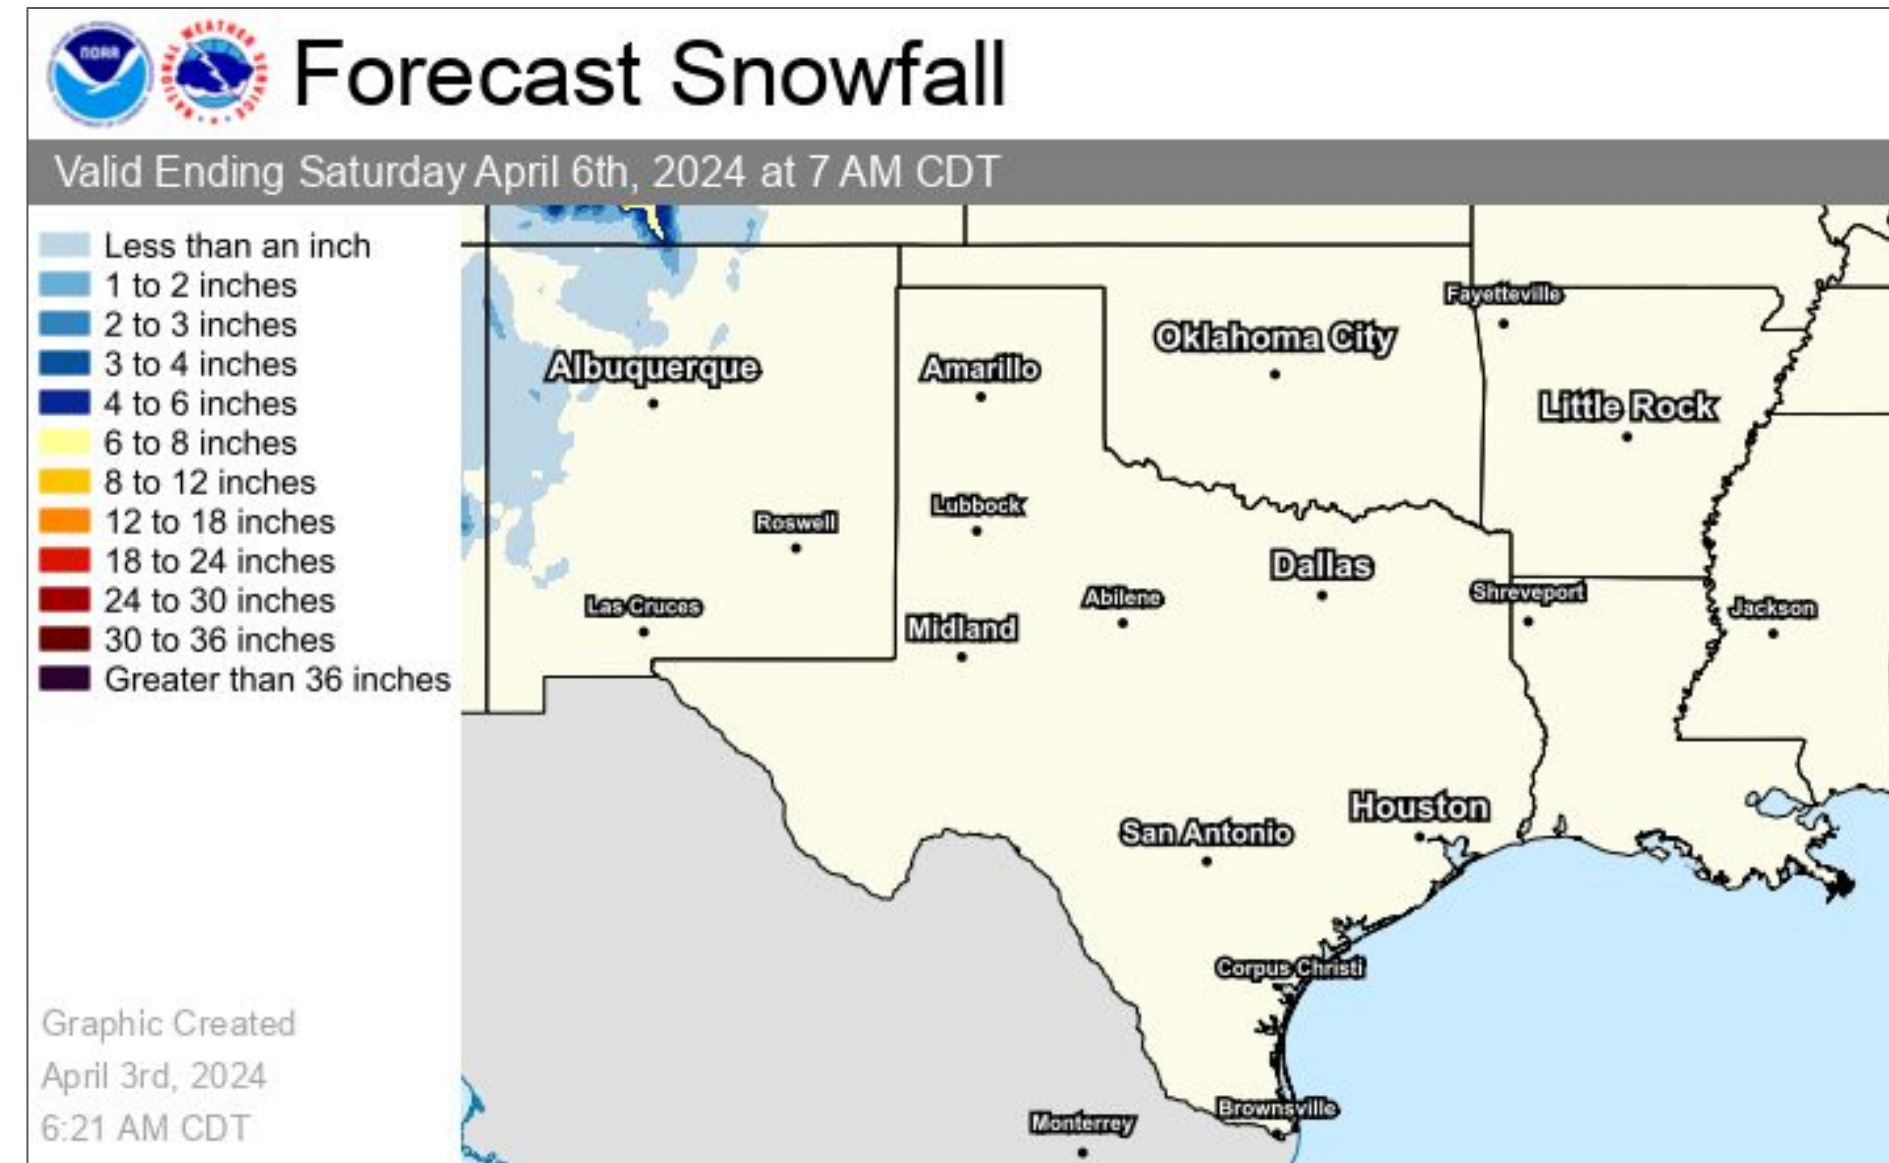 NOAA
NATIONAL WEATHER SERVICE
Forecast Snowfall
Valid Ending Saturday April 6th, 2024 at 7 AM CDT
Less than an inch
1 to 2 inches
2 to 3 inches
3 to 4 inches
4 to 6 inches
6 to 8 inches
8 to 12 inches
12 to 18 inches
18 to 24 inches
24 to 30 inches
30 to 36 inches
Greater than 36 inches
Graphic Created
April 3rd, 2024
6:21 AM CDT
Fayetteville
Oklahoma City
Albuquerque
Amarillo
Little Rock
Lubbock
Roswell
Dallas
Shreveport
Abilene
Las Cruces
Jackson
Midland
Houston
San Antonio
Corpus Christi
Brownsville
Monterrey